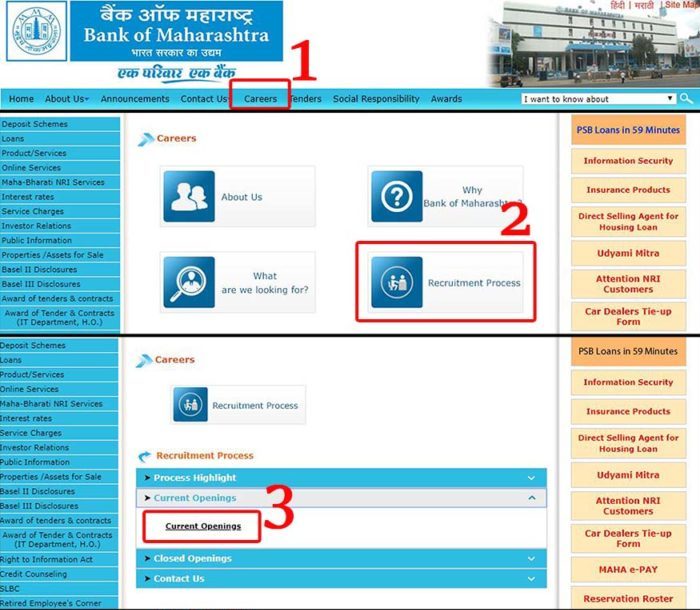 हिंदी | मराठी | Site Map
बैंक ऑफ महाराष्ट्र
Bank of Maharashtra
भारत सरकार का उद्यम
एक परिवार एक बैंक
1
Home About Us Announcements Contact Us Careers Tenders Social Responsibility Awards I want to know about
Deposit Schemes
Loans
Product/Services
Online Services
Maha-Bharati NRI Services
Interest rates
Service Charges
Investor Relations
Public Information
Properties /Assets for Sale
Basel II Disclosures
Basel III Disclosures
Award of tenders & contracts
Award of Tender & Contracts
(IT Department, H.O.)
Careers
About Us
Why
Bank of Maharashtra?
2
What
are we looking for?
Recruitment Process
PSB Loans in 59 Minutes
Information Security
Insurance Products
Direct Selling Agent for
Housing Loan
Udyami Mitra
Attention NRI
Customers
Car Dealers Tie-up
Form
Deposit Schemes
Loans
Product/Services
Online Services
Maha-Bharati NRI Services
Interest rates
Service Charges
Investor Relations
Public Information
Properties /Assets for Sale
Basel II Disclosures
Basel III Disclosures
Award of tenders & contracts
Award of Tender & Contracts
(IT Department, H.O.)
Right to Information Act
Credit Counseling
SLBC
Retired Employee's Corner
Careers
Recruitment Process
Recruitment Process
Process Highlight
Current Openings
Current Openings
3
Closed Openings
Contact Us
PSB Loans in 59 Minutes
Information Security
Insurance Products
Direct Selling Agent for
Housing Loan
Udyami Mitra
Attention NRI
Customers
Car Dealers Tie-up
Form
MAHA e-PAY
Reservation Roster